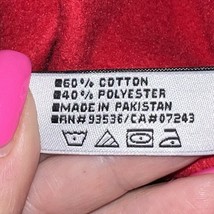 ■60% COTTON
■40% POLYESTER
■MADE IN PAKISTAN
■RN#93536/CA#07243